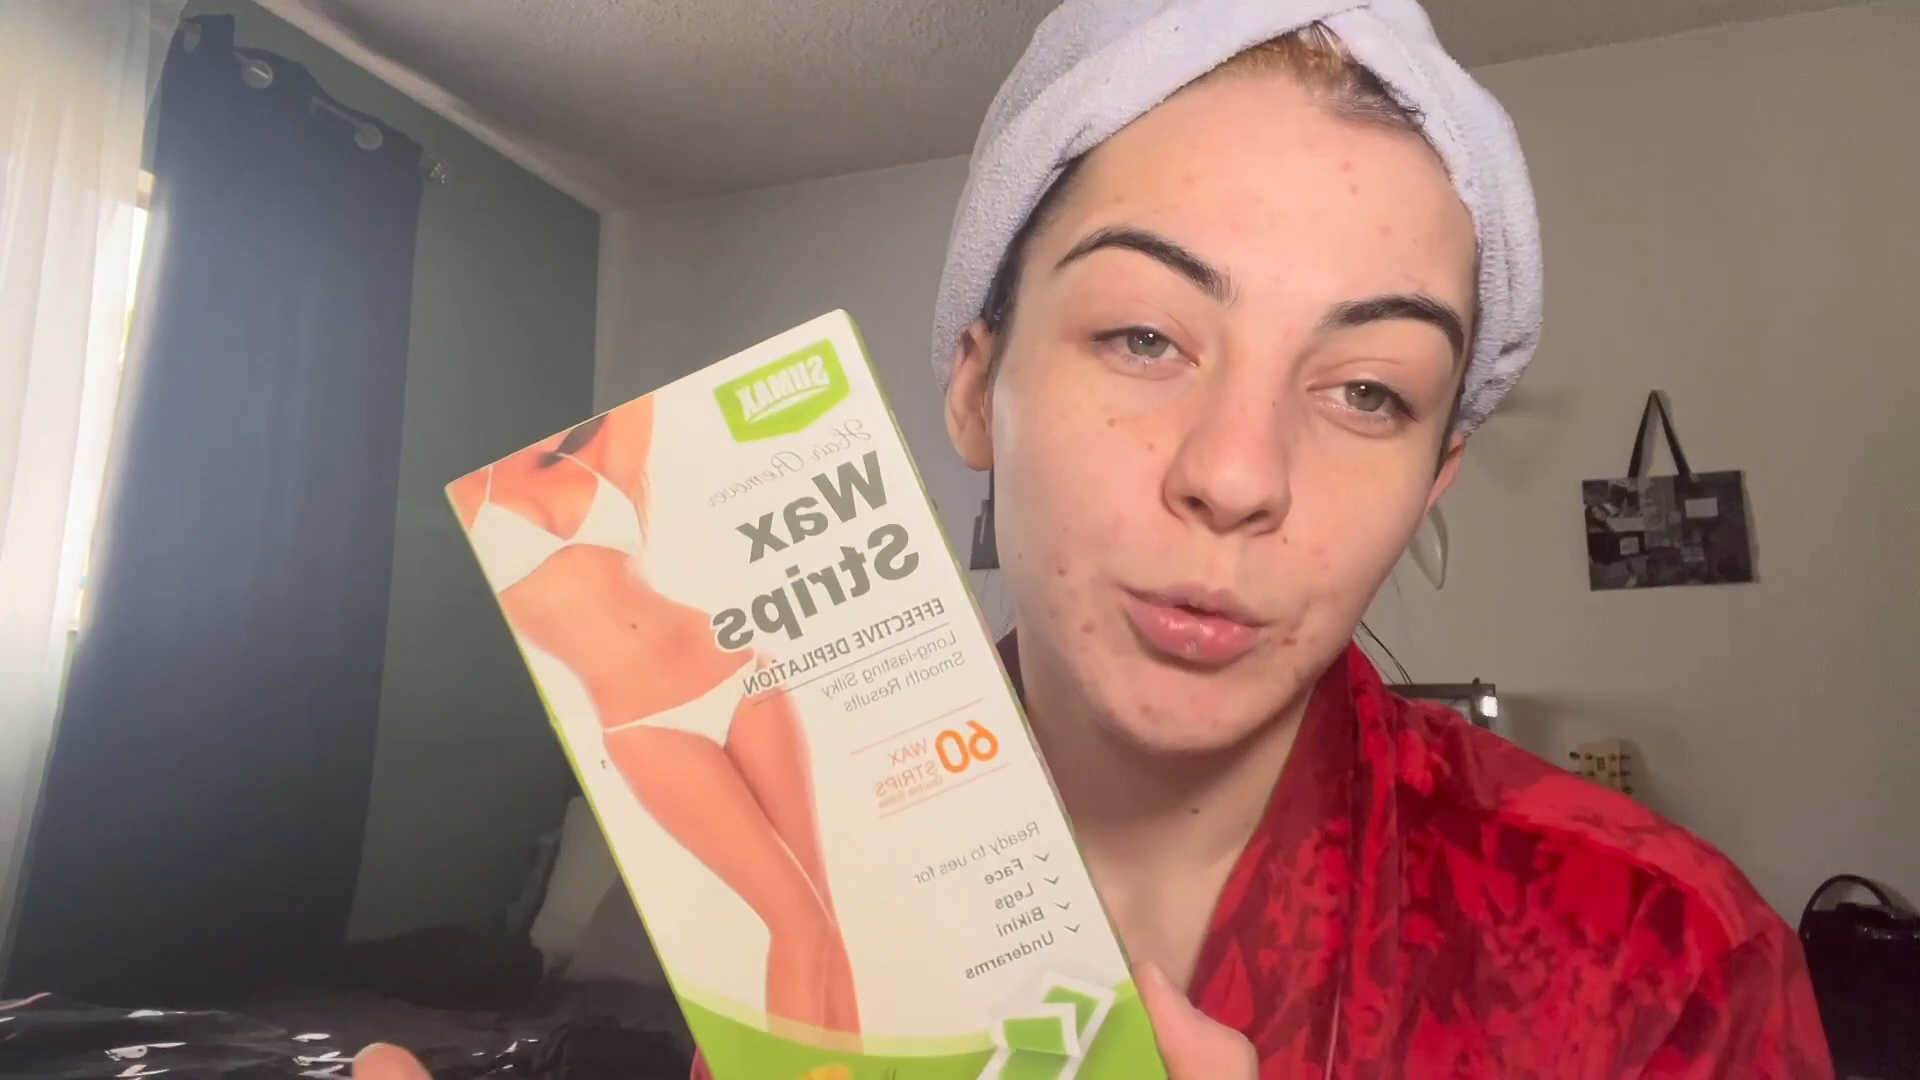 SUMAX
Hair Remover
Wax
Strips
EFFECTIVE DEPILATION
Long-lasting Silky
Smooth Results
60 WAX
STRIPS
Ready to ues for
Face
Legs
Bikini
Underarms